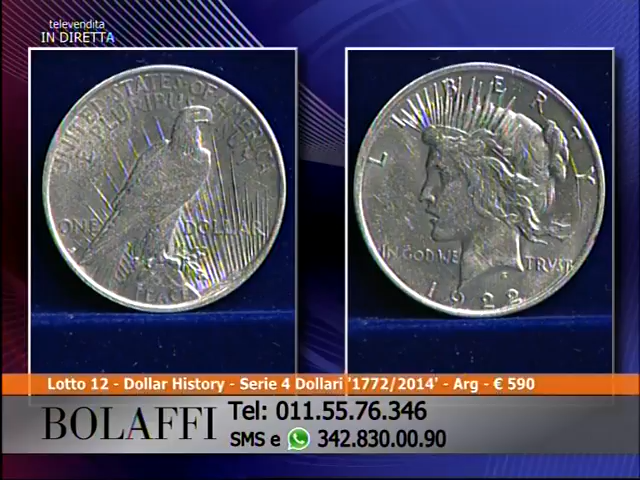 televendita
IN DIRETTA
UNITED STATES OF AMERICA
E PLURIBUS UNUM
ONE DOLLAR
PEACE
LIBERTY
IN GOD WE TRVST
1922
Lotto 12 - Dollar History - Serie 4 Dollari '1772/2014' - Arg - € 590
BOLAFFI
Tel: 011.55.76.346
SMS e 342.830.00.90